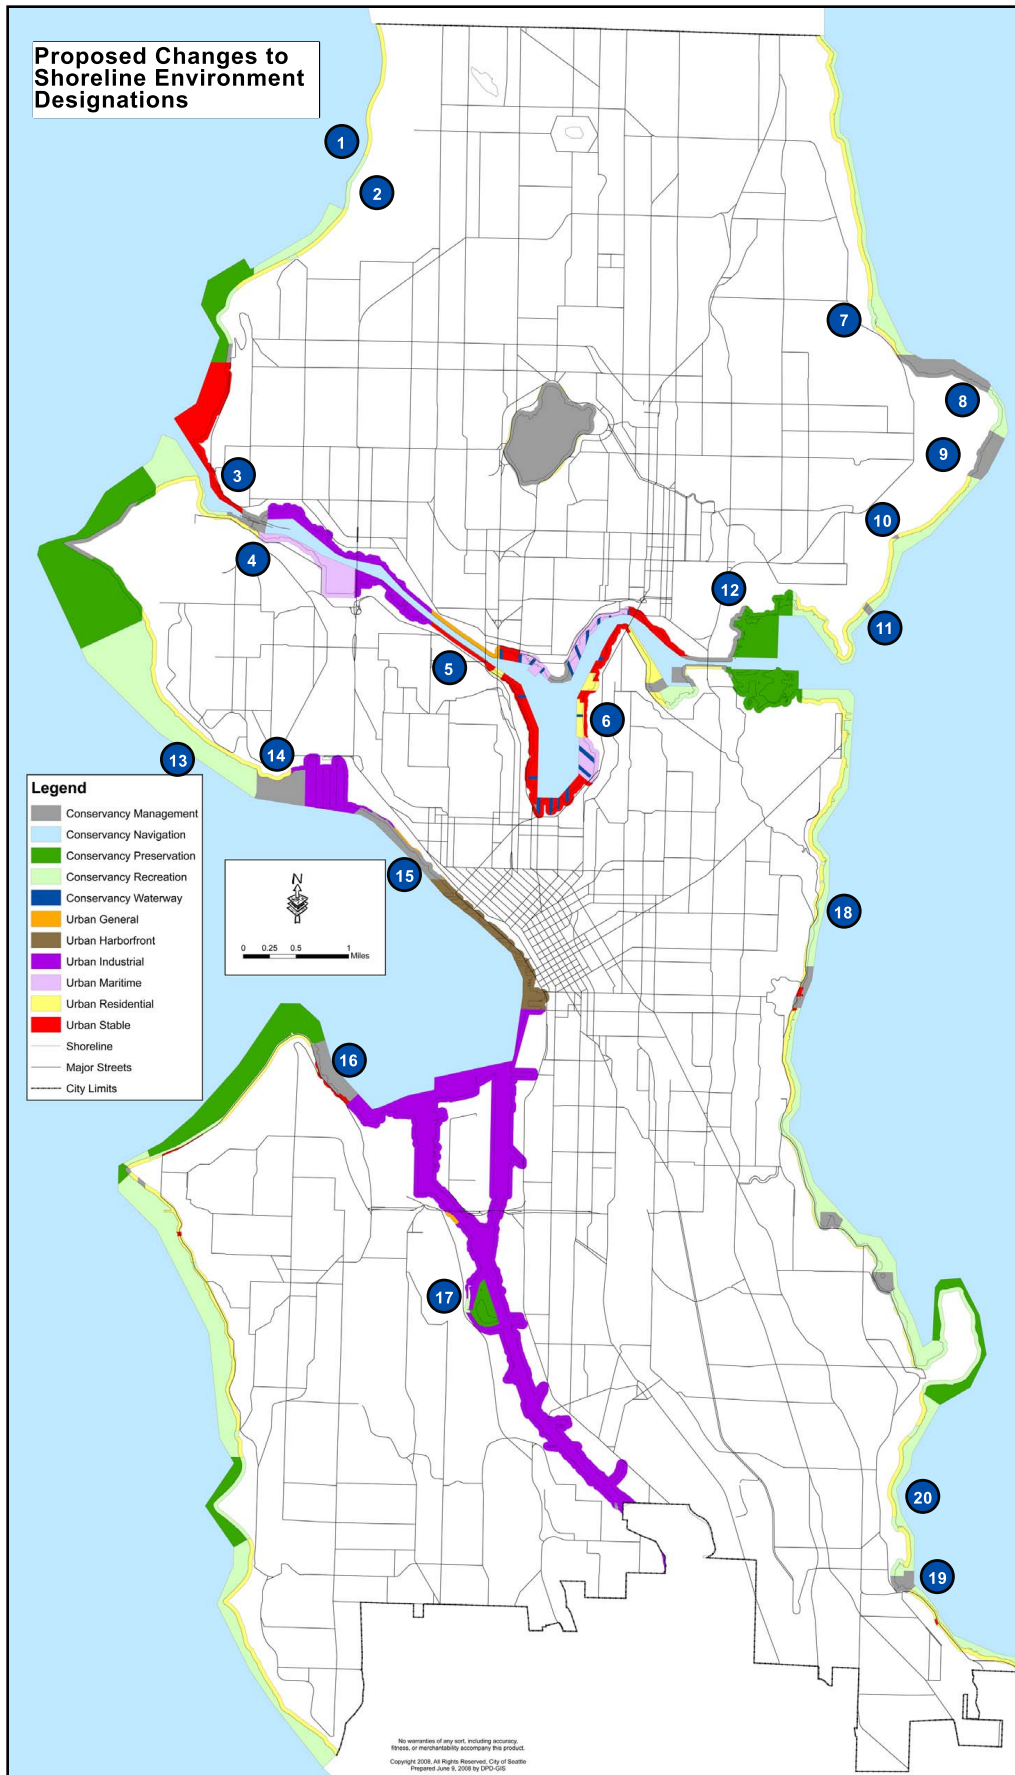 Proposed Changes to
Shoreline Environment
Designations
1
2
3
4
5
6
7
8
9
10
11
12
13
14
15
16
17
18
19
20
Legend
Conservancy Management
Conservancy Navigation
Conservancy Preservation
Conservancy Recreation
Conservancy Waterway
Urban General
Urban Harborfront
Urban Industrial
Urban Maritime
Urban Residential
Urban Stable
Shoreline
Major Streets
City Limits
N
0 0.25 0.5 1
Miles
No warranties of any sort, including accuracy,
fitness, or merchantability accompany this product.
Copyright 2008, All Rights Reserved, City of Seattle
Prepared June 9, 2008 by DPD-GIS